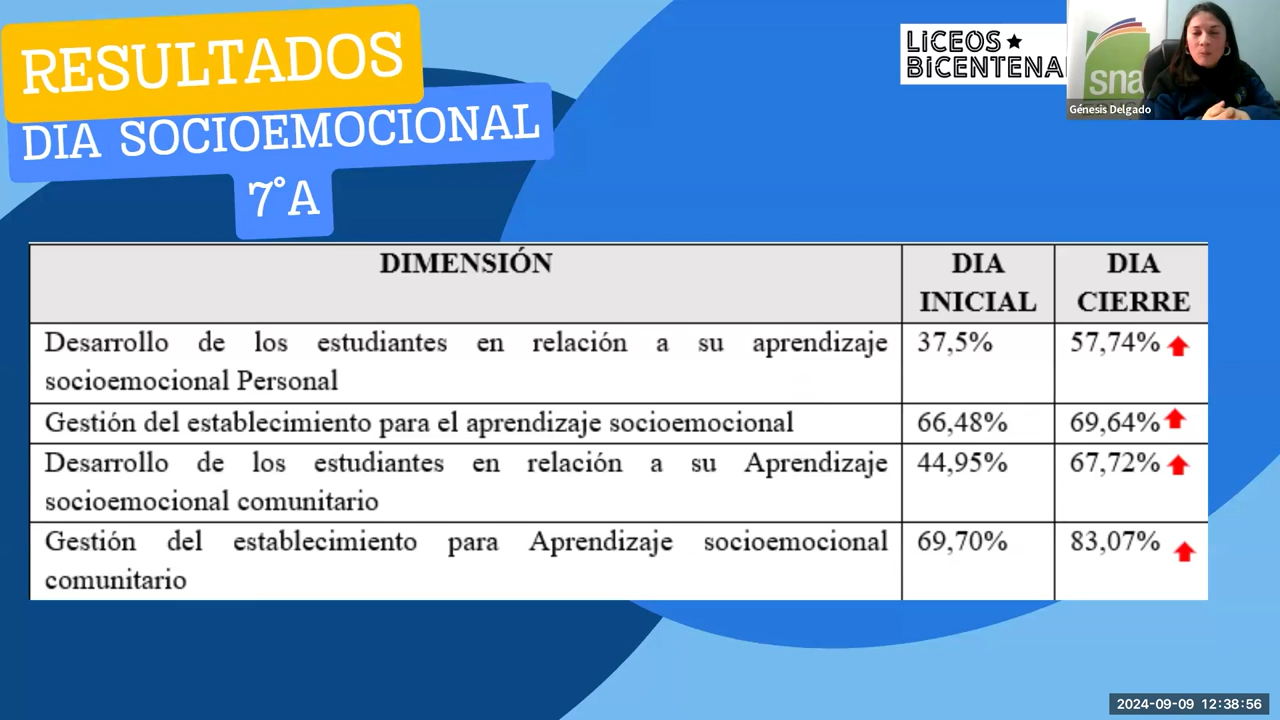 RESULTADOS
DIA SOCIOEMOCIONAL
7°A
LiCEOS
BiCENTENA
sna
Génesis Delgado
DIMENSIÓN
DIA INICIAL
DIA CIERRE
Desarrollo de los estudiantes en relación a su aprendizaje
socioemocional Personal
37,5%
57,74%
Gestión del establecimiento para el aprendizaje socioemocional
66,48%
69,64%
Desarrollo de los estudiantes en relación a su Aprendizaje
socioemocional comunitario
44,95%
67,72%
Gestión del establecimiento para Aprendizaje socioemocional
comunitario
69,70%
83,07%
2024-09-09 12:38:56